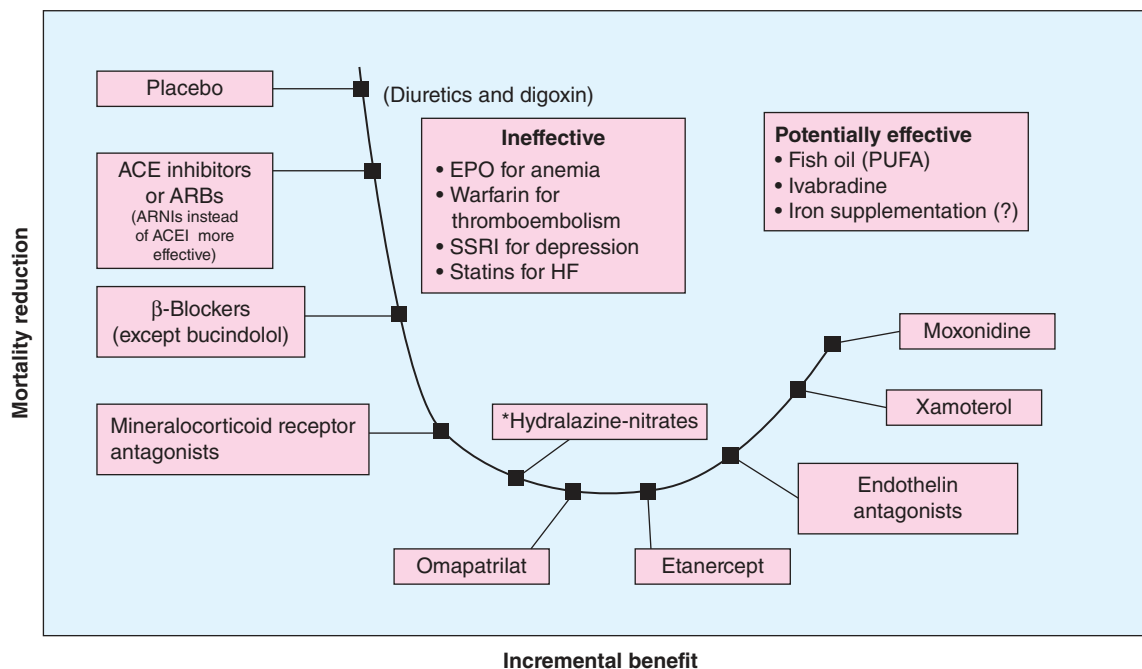 Placebo
(Diuretics and digoxin)
ACE inhibitors
or ARBs
(ARNIs instead
of ACEI more
effective)
β-Blockers
(except bucindolol)
Mineralocorticoid receptor
antagonists
Ineffective
• EPO for anemia
• Warfarin for
thromboembolism
• SSRI for depression
• Statins for HF
Potentially effective
• Fish oil (PUFA)
• Ivabradine
• Iron supplementation (?)
*Hydralazine-nitrates
Omapatrilat
Etanercept
Endothelin
antagonists
Xamoterol
Moxonidine
Mortality reduction
Incremental benefit